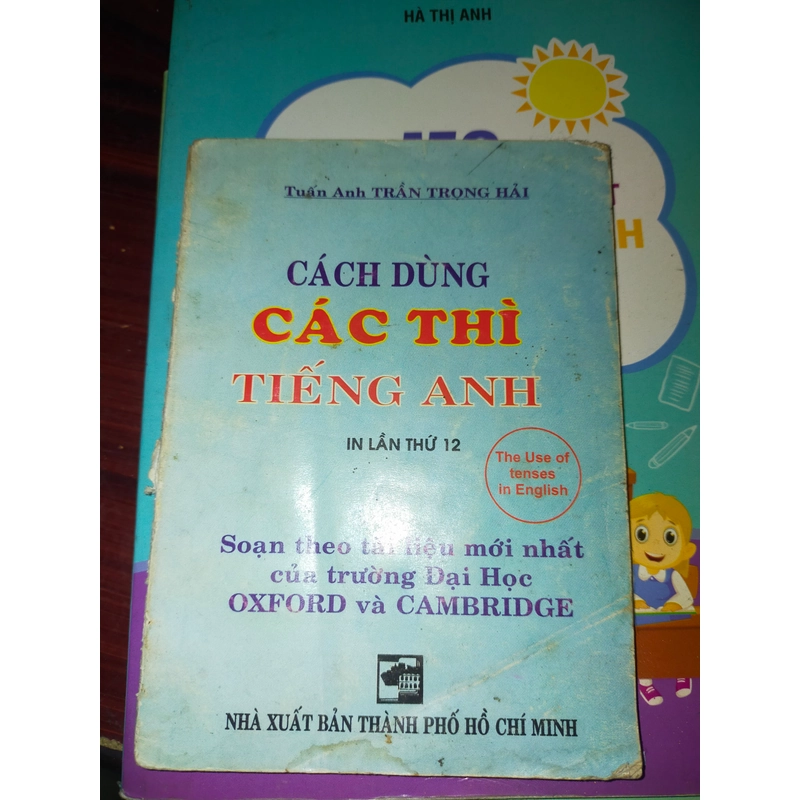 HÀ THỊ ANH
Tuấn Anh TRẦN TRỌNG HẢI
CÁCH DÙNG
CÁC THÌ
TIẾNG ANH
IN LẦN THỨ 12
The Use of
tenses
in English
Soạn theo tài liệu mới nhất
của trường Đại Học
OXFORD và CAMBRIDGE
NHÀ XUẤT BẢN THÀNH PHỐ HỒ CHÍ MINH